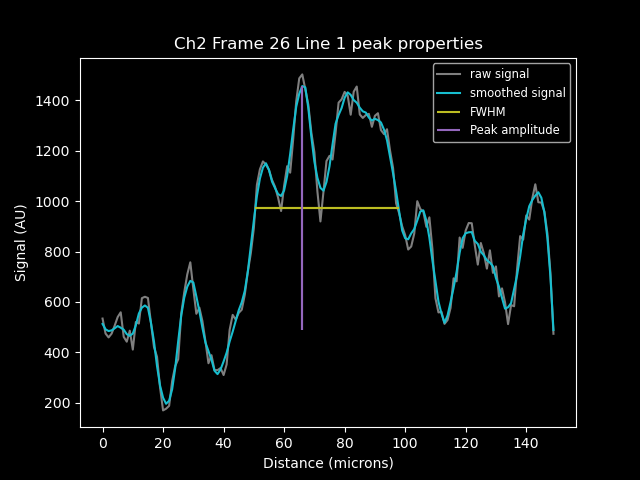 Ch2 Frame 26 Line 1 peak properties
raw signal
smoothed signal
FWHM
Peak amplitude
Signal (AU)
1400
1200
1000
800
600
400
200
0 20 40 60 80 100 120 140
Distance (microns)